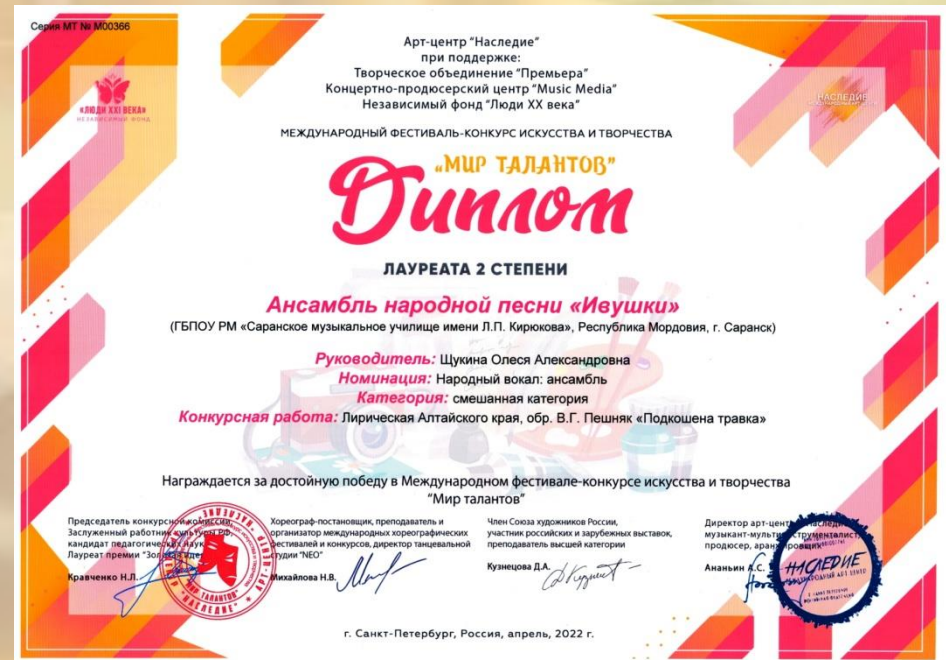 Серия МТ № М00366
«ЛЮДИ XXI ВЕКА»
НЕЗАВИСИМЫЙ ФОНД
НАСЛЕДИЕ
Арт-центр "Наследие"
при поддержке:
Творческое объединение "Премьера"
Концертно-продюсерский центр "Music Media"
Независимый фонд "Люди XX века"
МЕЖДУНАРОДНЫЙ ФЕСТИВАЛЬ-КОНКУРС ИСКУССТВА И ТВОРЧЕСТВА
„МИР ТАЛАНТОВ"
Диплом
ЛАУРЕАТА 2 СТЕПЕНИ
Ансамбль народной песни «Ивушки»
(ГБПОУ РМ «Саранское музыкальное училище имени Л.П. Кирюкова», Республика Мордовия, г. Саранск)
Руководитель: Щукина Олеся Александровна
Номинация: Народный вокал: ансамбль
Категория: смешанная категория
Конкурсная работа: Лирическая Алтайского края, обр. В.Г. Пешняк «Подкошена травка»
Награждается за достойную победу в Международном фестивале-конкурсе искусства и творчества
"Мир талантов"
Председатель конкурсной комиссии,
Заслуженный работник культуры РФ,
кандидат педагогических наук
Лауреат премии
Кравченко Н.Л.
МИР ТАЛАНТОВ
НАСЛЕДИЕ
Хореограф-постановщик, преподаватель и
организатор международных хореографических
фестивалей и конкурсов, директор танцевальной
студии "NEO"
Михайлова Н.В.
Член Союза художников России,
участник российских и зарубежных выставок,
преподаватель высшей категории
Кузнецова Д.А.
Директор арт-центра
музыкант-мультиинструменталист,
продюсер, аранжировщик
Ананьин А.С.
НАСЛЕДИЕ
МЕЖДУНАРОДНЫЙ АРТ ЦЕНТР
г. Санкт-Петербург, Россия, апрель, 2022 г.